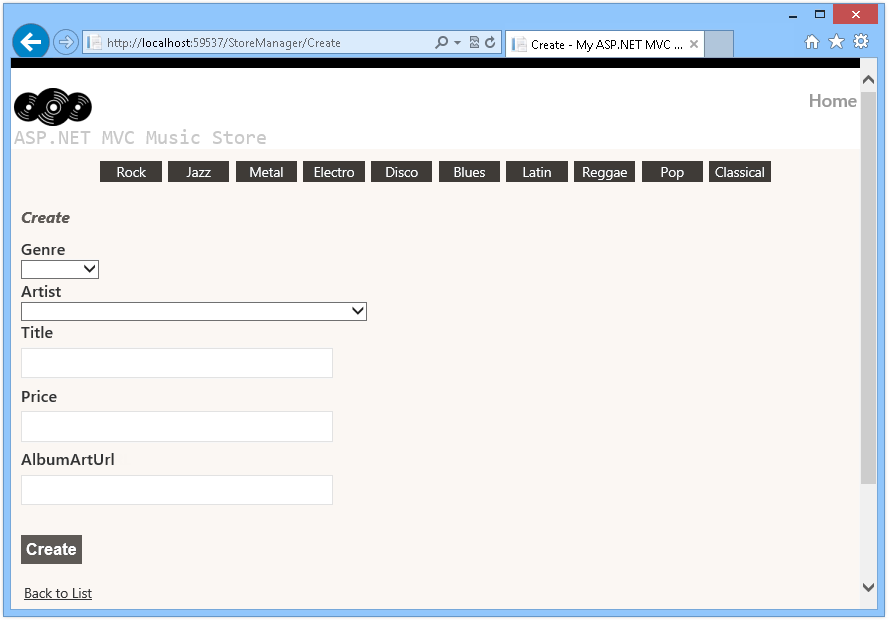 http://localhost:59537/StoreManager/Create
Create - My ASP.NET MVC ...
Home
ASP.NET MVC Music Store
Rock Jazz Metal Electro Disco Blues Latin Reggae Pop Classical
Create
Genre
Artist
Title
Price
AlbumArtUrl
Create
Back to List